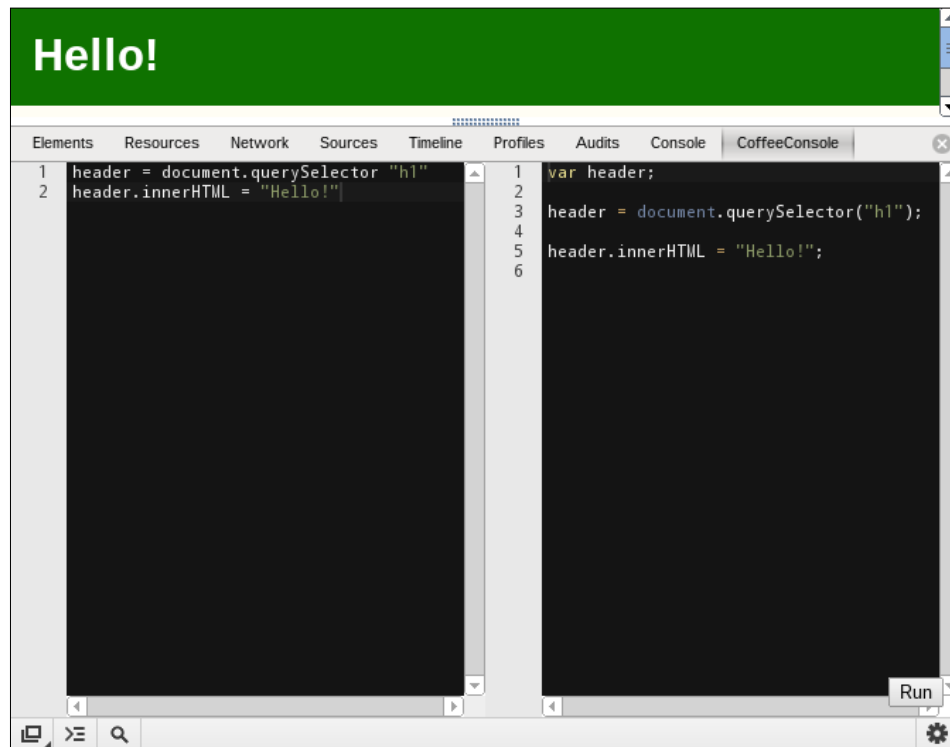 Hello!
Elements Resources Network Sources Timeline Profiles Audits Console CoffeeConsole
1 header = document.querySelector "h1"
2 header.innerHTML = "Hello!"
1 var header;
2
3 header = document.querySelector("h1");
4
5 header.innerHTML = "Hello!";
6
Run